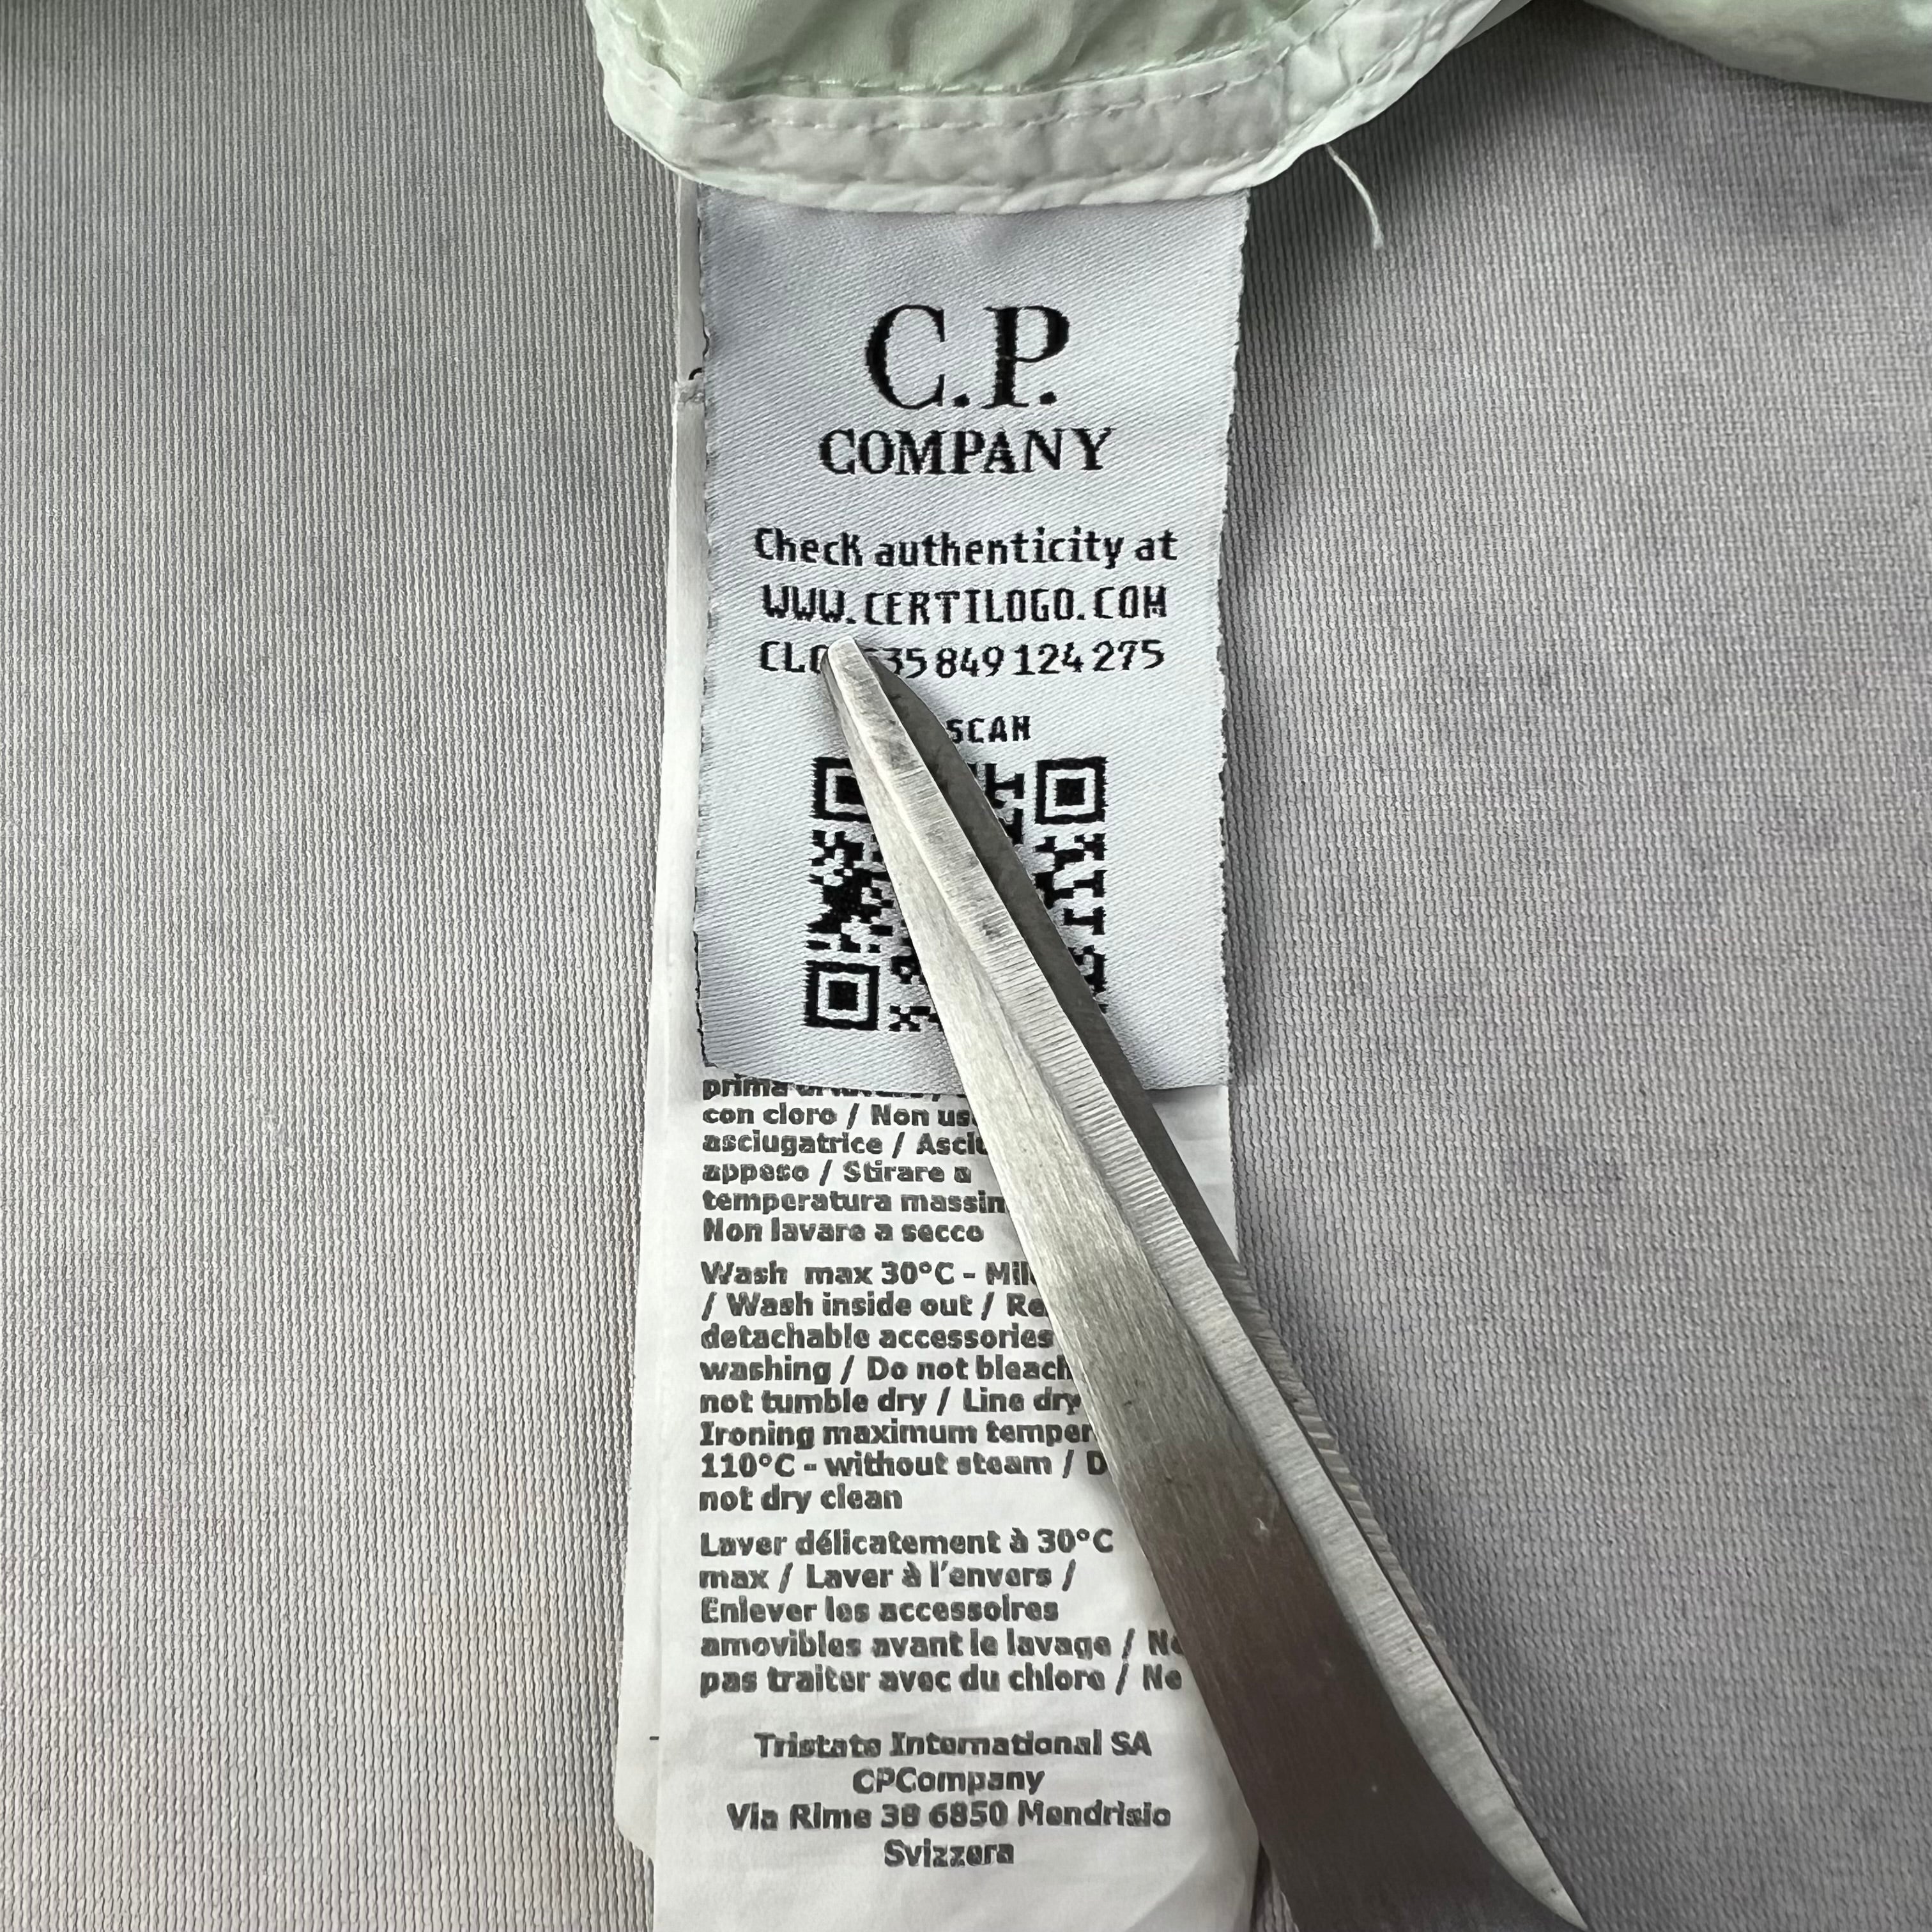 C.P.
COMPANY
Check authenticity at
WWW.CERTILOGO.COM
849 124 275
SCAN
prima
con cloro / Non
asciugatrice /
appeso / Stirare a
temperatura
Non lavare a secco
Wash max 30°C -
/ Wash inside out /
detachable accessories
washing / Do not bleach
not tumble dry / Line dry
Ironing maximum
110°C - without steam /
not dry clean
Laver délicatement à 30°C
max / Laver à l'envers /
Enlever les accessoires
amovibles avant le lavage / Ne
pas traiter avec du chlore / Ne
Tristate International SA
CPCompany
Via Rime 38 6850 Mendrisio
Svizzera